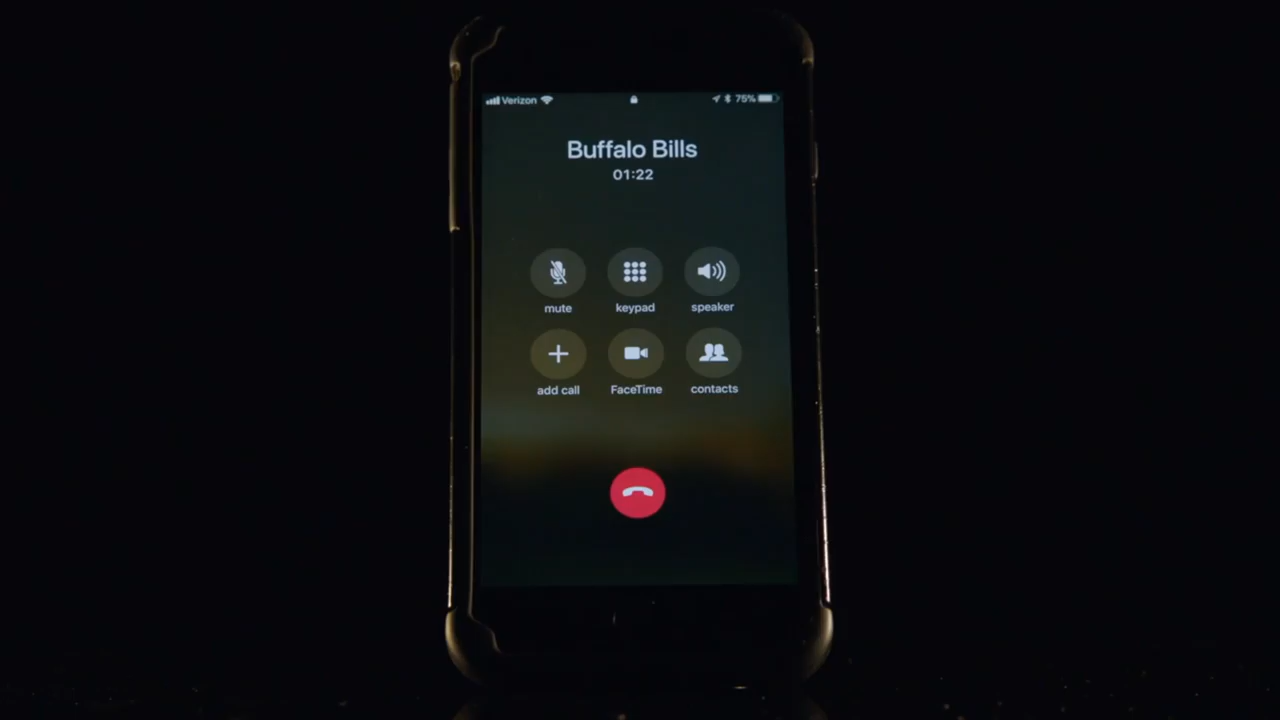 Verizon 75%
Buffalo Bills
01:22
mute keypad speaker
add call FaceTime contacts